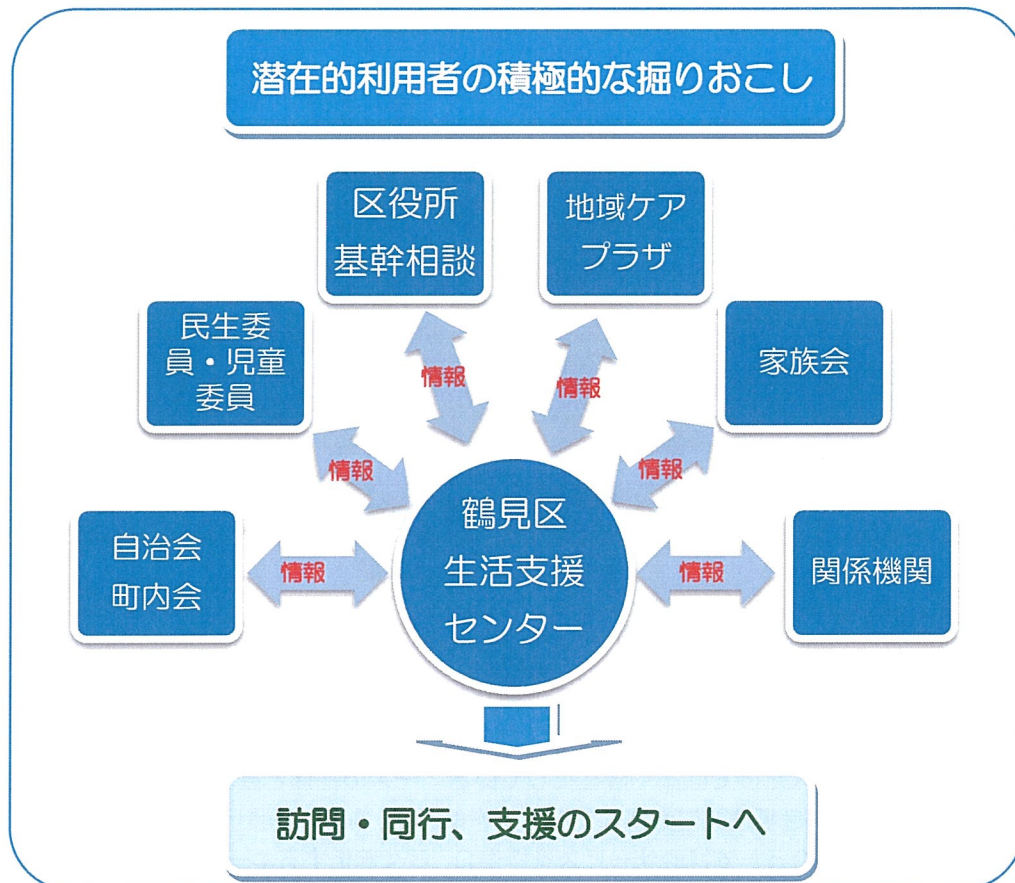 潜在的利用者の積極的な掘りおこし
区役所
基幹相談
地域ケア
プラザ
民生委
員・児童
委員
家族会
情報
情報
情報
情報
自治会
町内会
情報
鶴見区
生活支援
センター
情報
関係機関
訪問・同行、支援のスタートへ